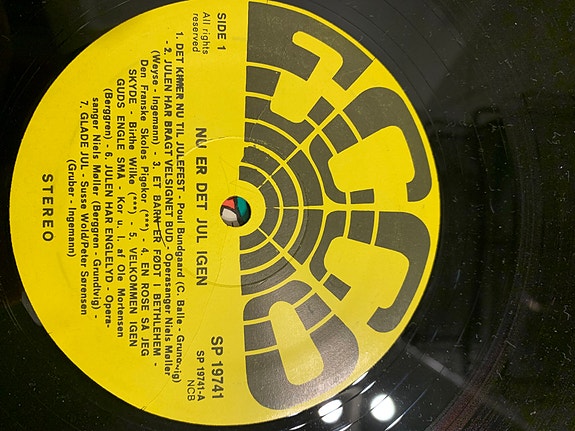 SIDE 1
All rights
reserved
NU ER DET JUL IGEN
SP 19741
SP 19741-A
NCB
1. DET KIMER NU TIL JULEFEST - Poul Bundgaard (C. Balle - Grundtvig)
- 2. JULEN HAR BRAGT VELSIGNET BUD - Operasanger Niels Møller
(Weyse - Ingemann) - 3. ET BARN ER FØDT I BETHLEHEM -
Den Franske Skoles Pigekor (***) - 4. EN ROSE SÅ JEG
SKYDE - Birthe Wilke (***) - 5. VELKOMMEN IGEN
GUDS ENGLE SMÅ - Kor u. l. af Ole Mortensen
(Berggren) - 6. JULEN HAR ENGLELYD - Opera-
sanger Niels Møller (Berggren - Grundtvig) -
7. GLADE JUL - Susse Wold/Peter Sørensen
(Gruber - Ingemann)
STEREO